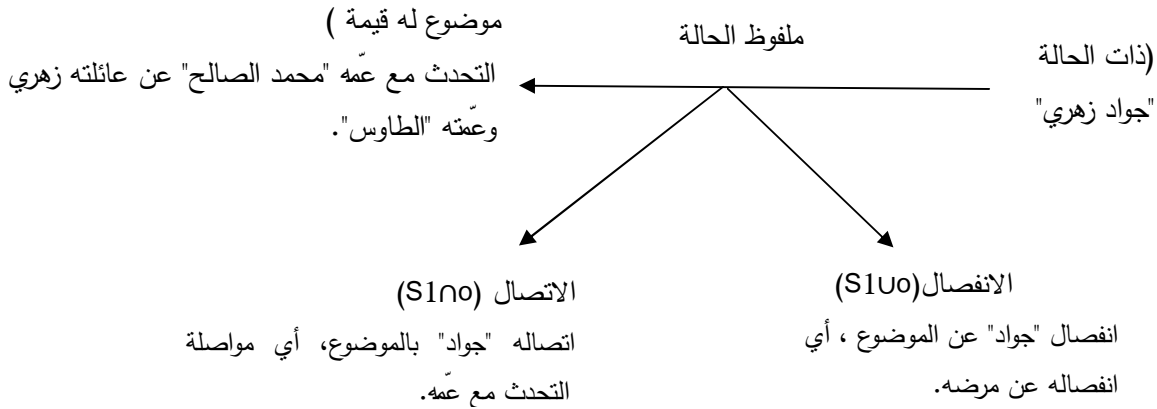 (ذات الحالة
"جواد زهري"
ملفوظ الحالة
موضوع له قيمة )
التحدث مع عمّه "محمد الصالح" عن عائلته زهري
وعمّته "الطاوس".
الانفصال(S1∪o)
انفصال "جواد" عن الموضوع ، أي
انفصاله عن مرضه.
الاتصال (S1∩o)
اتصاله "جواد" بالموضوع، أي مواصلة
التحدث مع عمّه.